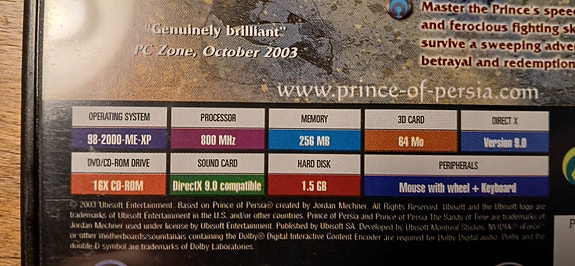 "Genuinely brilliant"
PC Zone, October 2003
Master the Prince's spee
and ferocious fighting sk
survive a sweeping adver
betrayal and redemption
www.prince-of-persia.com
OPERATING SYSTEM PROCESSOR MEMORY 3D CARD DIRECT X
98-2000-ME-XP 800 MHz 256 MB 64 Mo Version 9.0
DVD/CD-ROM DRIVE SOUND CARD HARD DISK PERIPHERALS
16X CD-ROM DirectX 9.0 compatible 1.5 GB Mouse with wheel + Keyboard
© 2003 Ubisoft Entertainment. Based on Prince of Persia® created by Jordan Mechner. All Rights Reserved. Ubisoft and the Ubisoft logo are
trademarks of Ubisoft Entertainment in the U.S. and/or other countries. Prince of Persia and Prince of Persia The Sands of Time are trademarks of
Jordan Mechner used under license by Ubisoft Entertainment. Published by Ubisoft SA. Developed by Ubisoft Montreal Studios. NVIDIA
or other motherboards/soundcards containing the Dolby® Digital Interactive Content Encoder are required for Dolby Digital audio. Dolby and the
double-D symbol are trademarks of Dolby Laboratories.
P